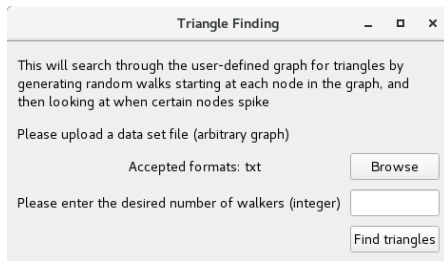 Triangle Finding
This will search through the user-defined graph for triangles by
generating random walks starting at each node in the graph, and
then looking at when certain nodes spike
Please upload a data set file (arbitrary graph)
Accepted formats: txt Browse
Please enter the desired number of walkers (integer)
Find triangles